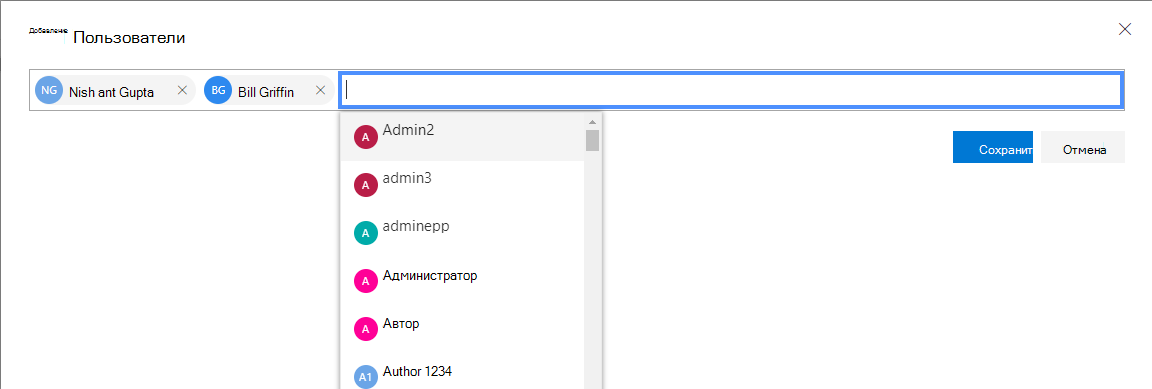 Добавление Пользователи
NG Nish ant Gupta BG Bill Griffin
A Admin2
Сохранит Отмена
A admin3
A adminepp
A Администратор
A Автор
A1 Author 1234